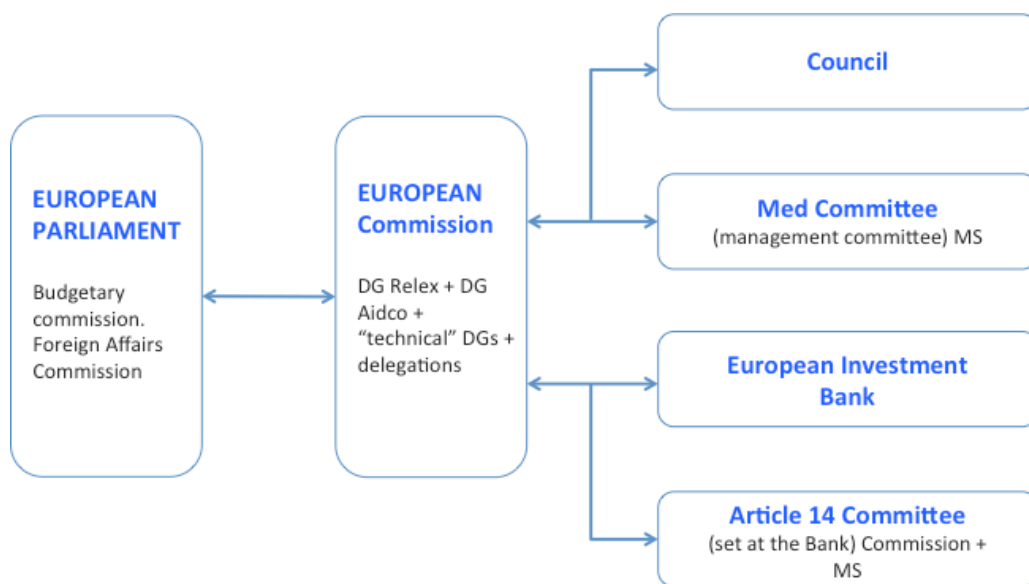 EUROPEAN
PARLIAMENT
Budgetary
commission.
Foreign Affairs
Commission
EUROPEAN
Commission
DG Relex + DG
Aidco +
“technical” DGs +
delegations
Council
Med Committee
(management committee) MS
European Investment
Bank
Article 14 Committee
(set at the Bank) Commission +
MS